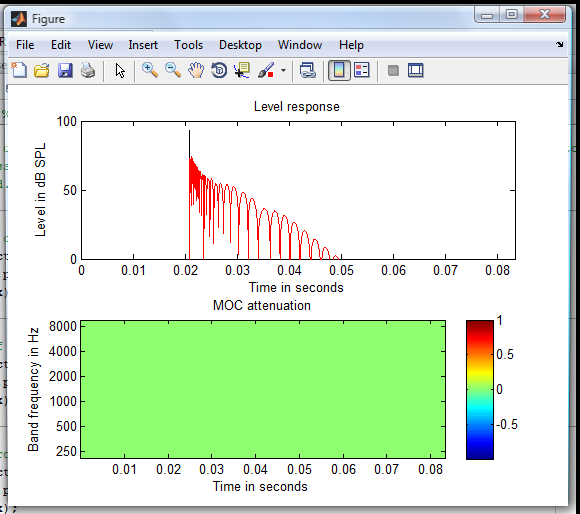 Figure
File Edit View Insert Tools Desktop Window Help
Level response
Level in dB SPL
100
50
0
0 0.01 0.02 0.03 0.04 0.05 0.06 0.07 0.08
Time in seconds
MOC attenuation
Band frequency in Hz
8000
4000
2000
1000
500
250
0.01 0.02 0.03 0.04 0.05 0.06 0.07 0.08
Time in seconds
1
0.5
0
-0.5